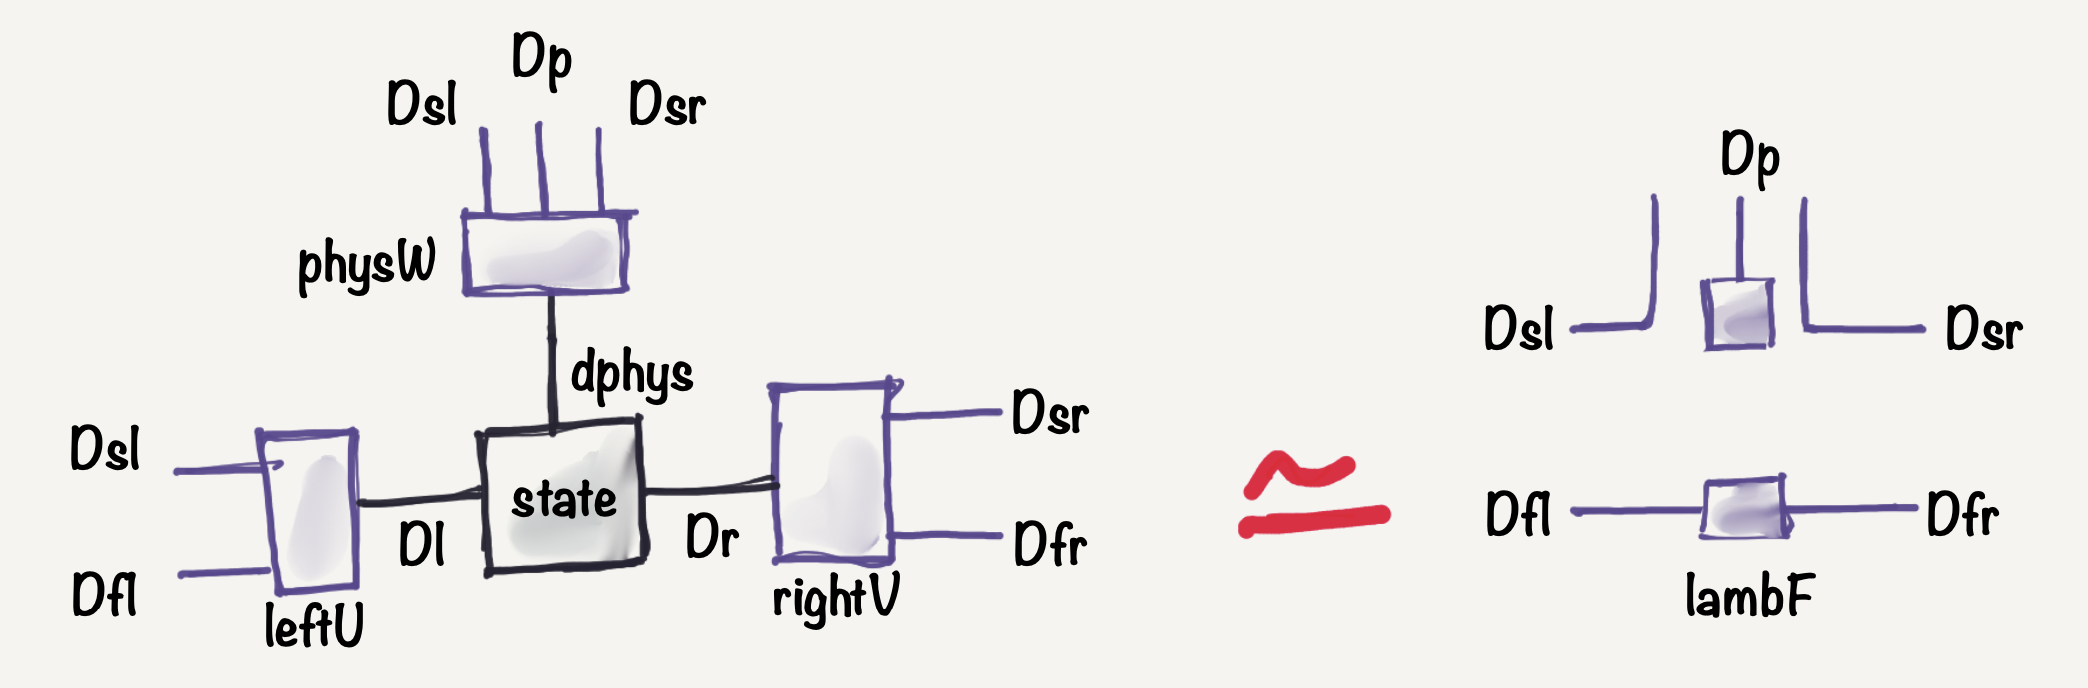 Dp
Dsl
Dsr
physW
dphys
Dsl
Dfl
leftU
Dl
state
Dr
rightV
Dsr
Dfr
Dp
Dsl
Dsr
Dfl
Dfr
lambF